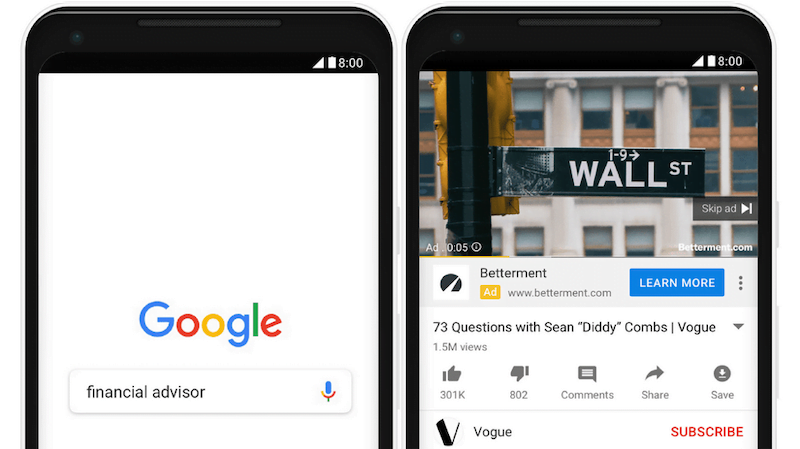 8:00
Google
financial advisor
8:00
1-9→
WALL ST
Skip ad
Ad 0:05
Betterment.com
Betterment
LEARN MORE
Ad www.betterment.com
73 Questions with Sean ”Diddy” Combs | Vogue
1.5M views
301K 802 Comments Share Save
Vogue SUBSCRIBE